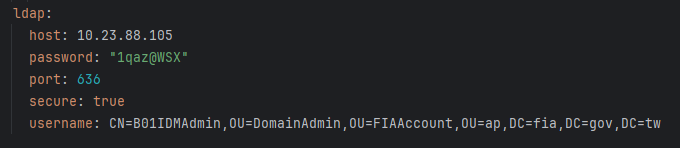 ldap:
host: 10.23.88.105
password: "1qaz@WSX"
port: 636
secure: true
username: CN=B01IDMAdmin,OU=DomainAdmin,OU=FIAAccount,OU=ap,DC=fia,DC=gov,DC=tw